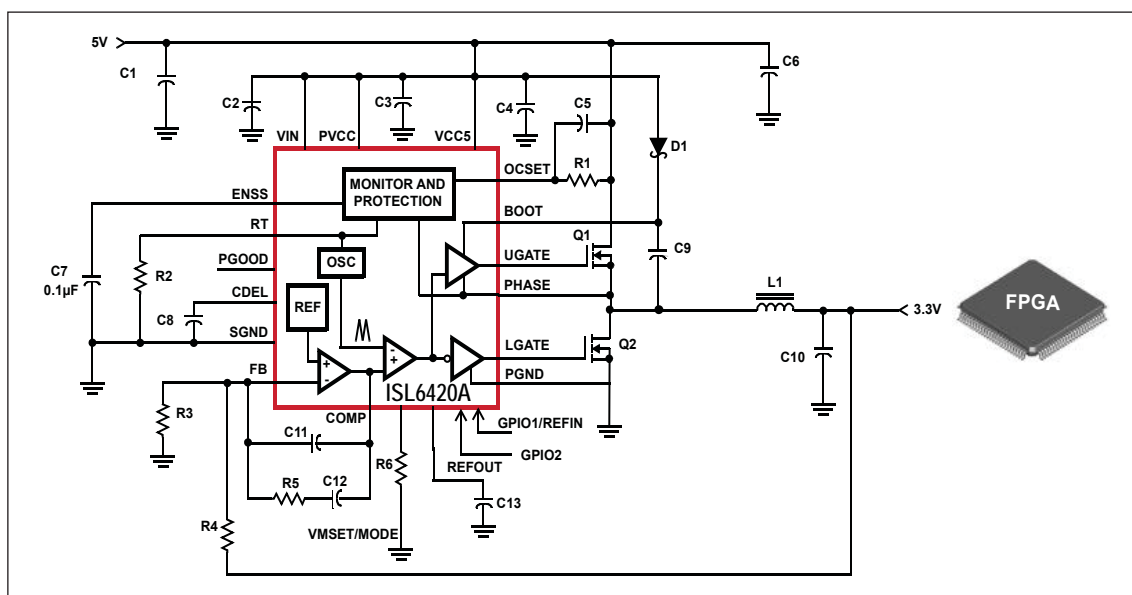 5V
C1
C6
C2
C3
C4
C5
VIN
PVCC
VCC5
D1
OCSET
R1
MONITOR AND
PROTECTION
ENSS
BOOT
RT
Q1
C9
PGOOD
OSC
UGATE
C7
0.1µF
R2
CDEL
PHASE
L1
FPGA
REF
C8
3.3V
SGND
LGATE
Q2
C10
+
-
-
+
FB
PGND
ISL6420A
R3
COMP
GPIO1/REFIN
C11
R6
GPIO2
REFOUT
R5
C12
C13
R4
VMSET/MODE